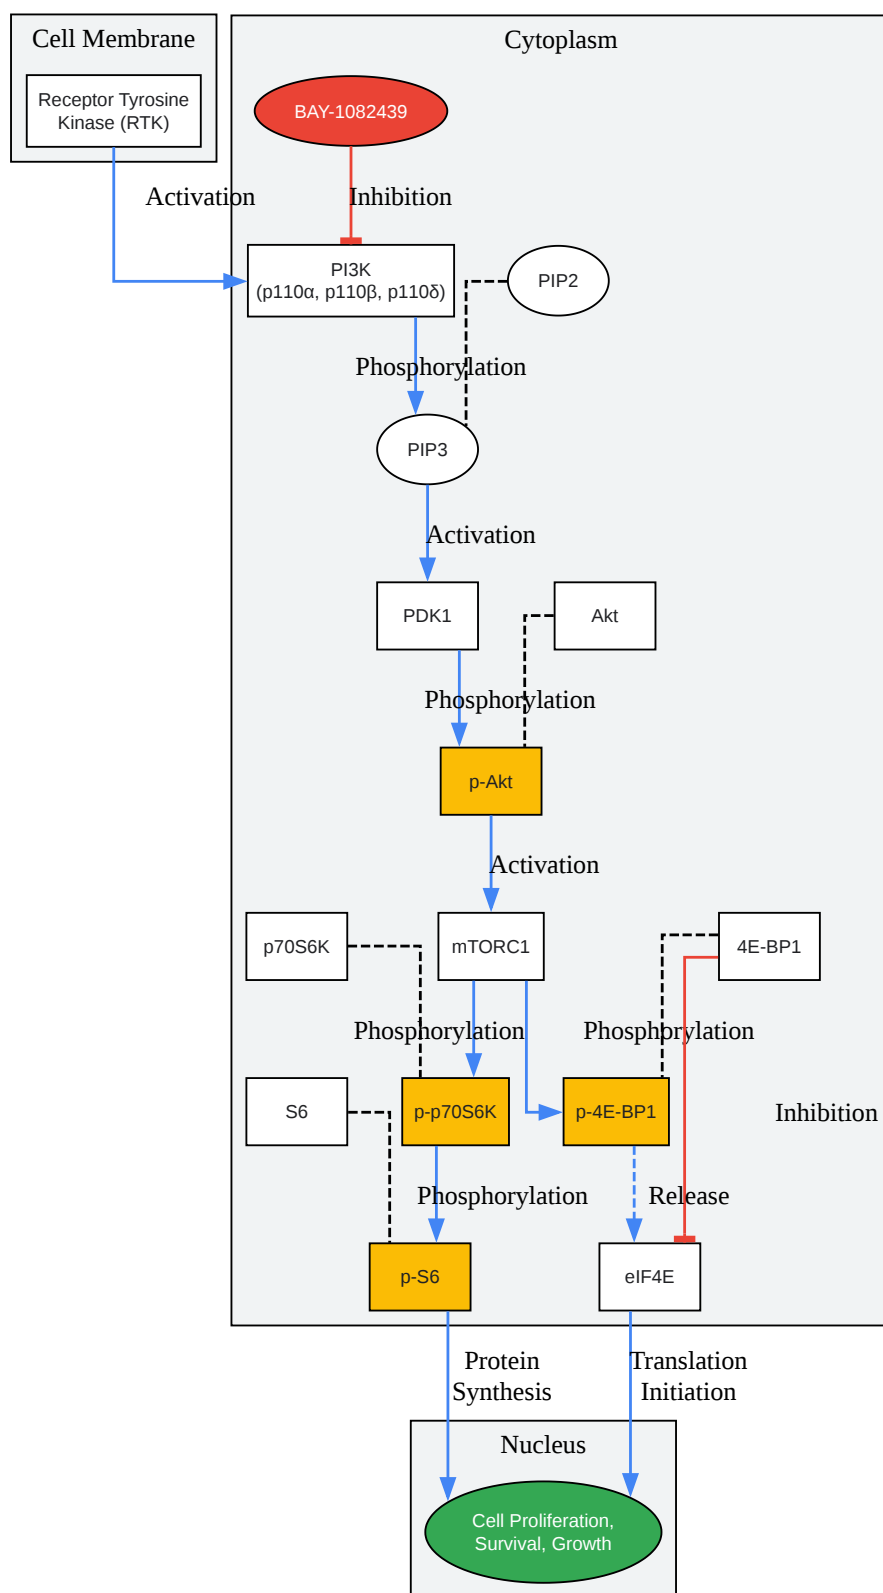 Cell Membrane
Cytoplasm
Receptor Tyrosine
Kinase (RTK)
BAY-1082439
Activation
Inhibition
PI3K
(p110α, p110β, p110δ)
PIP2
Phosphorylation
PIP3
Activation
PDK1
Akt
Phosphorylation
p-Akt
Activation
p70S6K
mTORC1
4E-BP1
Phosphorylation
Phosphorylation
S6
p-p70S6K
p-4E-BP1
Inhibition
Phosphorylation
Release
p-S6
eIF4E
Protein
Synthesis
Translation
Initiation
Nucleus
Cell Proliferation,
Survival, Growth